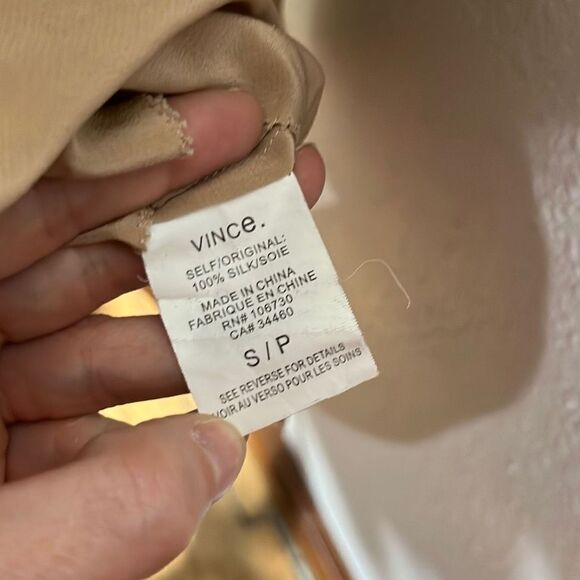 VINCE.
SELF/ORIGINAL:
100% SILK/SOIE
MADE IN CHINA
FABRIQUE EN CHINE
RN# 106730
CA# 34460
S / P
SEE REVERSE FOR DETAILS
VOIR AU VERSO POUR LES SOINS